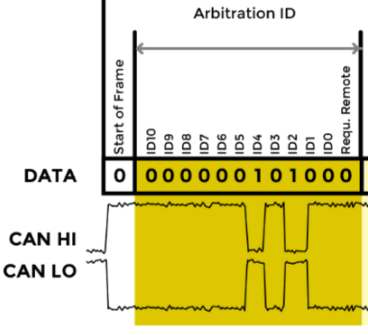 Arbitration ID
Start of Frame
ID10
ID9
ID8
ID7
ID6
ID5
ID4
ID3
ID2
ID1
ID0
Requ. Remote
DATA 0 0 0 0 0 0 0 1 0 1 0 0 0
CAN HI
CAN LO